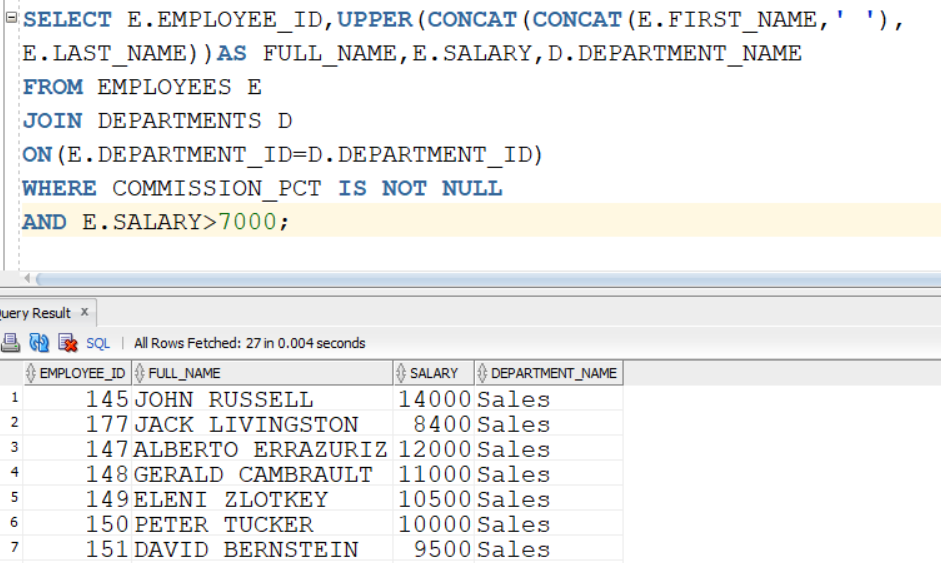 SELECT E.EMPLOYEE_ID,UPPER(CONCAT(CONCAT(E.FIRST_NAME,' '),
E.LAST_NAME))AS FULL_NAME,E.SALARY,D.DEPARTMENT_NAME
FROM EMPLOYEES E
JOIN DEPARTMENTS D
ON(E.DEPARTMENT_ID=D.DEPARTMENT_ID)
WHERE COMMISSION_PCT IS NOT NULL
AND E.SALARY>7000;
uery Result x
SQL | All Rows Fetched: 27 in 0.004 seconds
EMPLOYEE_ID FULL_NAME SALARY DEPARTMENT_NAME
1 145 JOHN RUSSELL 14000 Sales
2 177 JACK LIVINGSTON 8400 Sales
3 147 ALBERTO ERRAZURIZ 12000 Sales
4 148 GERALD CAMBRAULT 11000 Sales
5 149 ELENI ZLOTKEY 10500 Sales
6 150 PETER TUCKER 10000 Sales
7 151 DAVID BERNSTEIN 9500 Sales